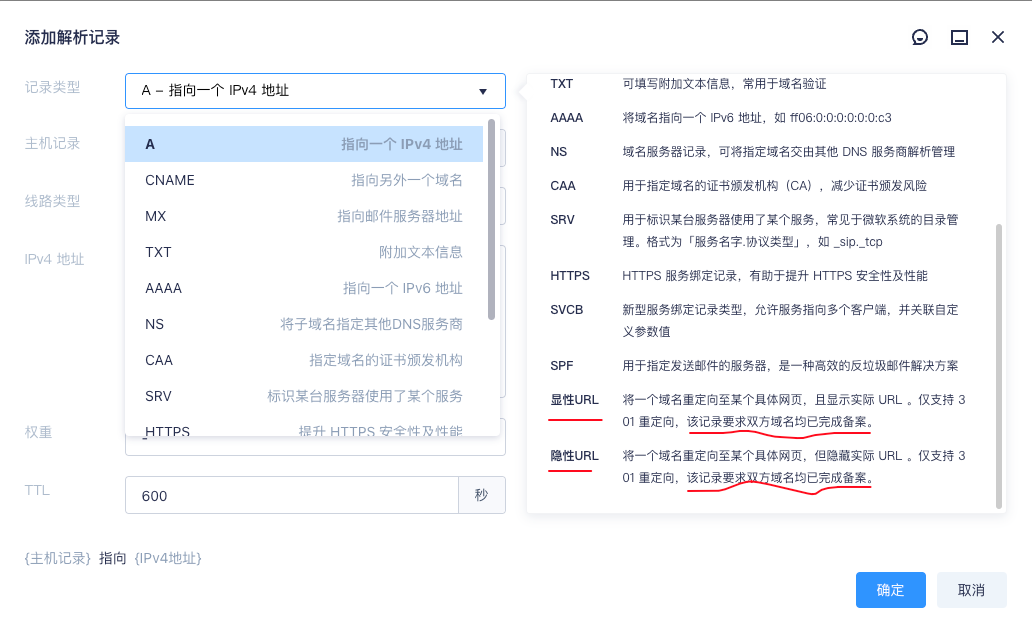 添加解析记录
记录类型
A – 指向一个 IPv4 地址
主机记录
线路类型
IPv4 地址
A 指向一个 IPv4 地址
CNAME 指向另外一个域名
MX 指向邮件服务器地址
TXT 附加文本信息
AAAA 指向一个 IPv6 地址
NS 将子域名指定其他DNS服务商
CAA 指定域名的证书颁发机构
SRV 标识某台服务器使用了某个服务
HTTPS 提升 HTTPS 安全性及性能
权重
TTL
600 秒
{主机记录} 指向 {IPv4地址}
TXT 可填写附加文本信息，常用于域名验证
AAAA 将域名指向一个 IPv6 地址，如 ff06:0:0:0:0:0:0:c3
NS 域名服务器记录，可将指定域名交由其他 DNS 服务商解析管理
CAA 用于指定域名的证书颁发机构（CA），减少证书颁发风险
SRV 用于标识某台服务器使用了某个服务，常见于微软系统的目录管
理。格式为「服务名字.协议类型」，如 _sip._tcp
HTTPS HTTPS 服务绑定记录，有助于提升 HTTPS 安全性及性能
SVCB 新型服务绑定记录类型，允许服务指向多个客户端，并关联自定
义参数值
SPF 用于指定发送邮件的服务器，是一种高效的反垃圾邮件解决方案
显性URL 将一个域名重定向至某个具体网页，且显示实际 URL 。仅支持 3
01 重定向，该记录要求双方域名均已完成备案。
隐性URL 将一个域名重定向至某个具体网页，但隐藏实际 URL 。仅支持 3
01 重定向，该记录要求双方域名均已完成备案。
确定
取消